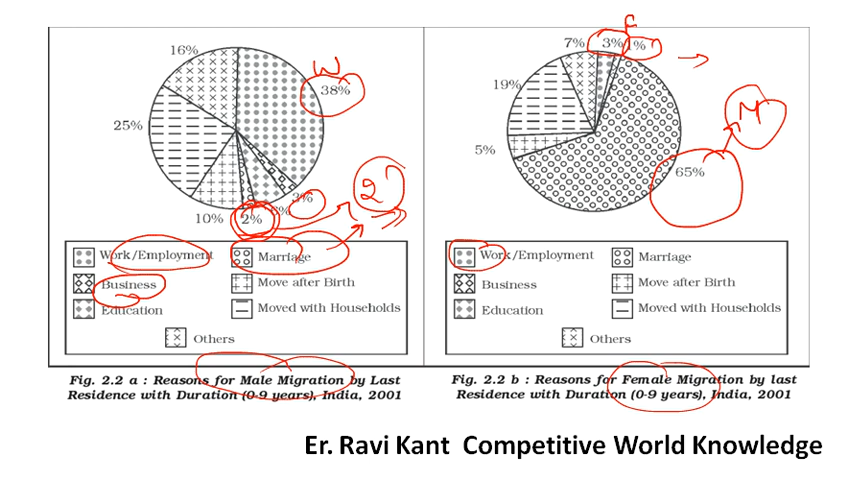 16%
W
38%
25%
3%
6%
2%
10%
2
F
7%
3%
1%
19%
5%
65%
M
Work/Employment
Marriage
Business
Move after Birth
Education
Moved with Households
Others
Work/Employment
Marriage
Business
Move after Birth
Education
Moved with Households
Others
Fig. 2.2 a : Reasons for Male Migration by Last
Residence with Duration (0-9 years), India, 2001
Fig. 2.2 b : Reasons for Female Migration by last
Residence with Duration (0-9 years), India, 2001
Er. Ravi Kant Competitive World Knowledge